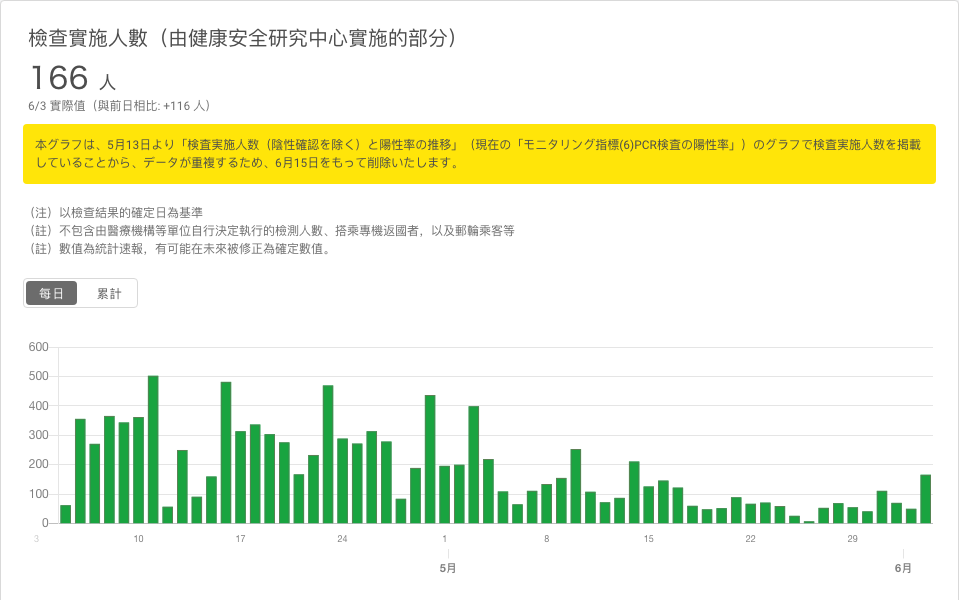 檢查實施人數（由健康安全研究中心實施的部分）
166 人
6/3 實際值（與前日相比: +116 人）
本グラフは、5月13日より「検査実施人数（陰性確認を除く）と陽性率の推移」（現在の「モニタリング指標(6)PCR検査の陽性率」）のグラフで検査実施人数を掲載
していることから、データが重複するため、6月15日をもって削除いたします。
（注）以檢查結果的確定日為基準
（註）不包含由醫療機構等單位自行決定執行的檢測人數、搭乘專機返國者，以及郵輪乘客等
（註）數值為統計速報，有可能在未來被修正為確定數值。
每日 累計
600
500
400
300
200
100
0
3 10 17 24 1 8 15 22 29
5月 6月